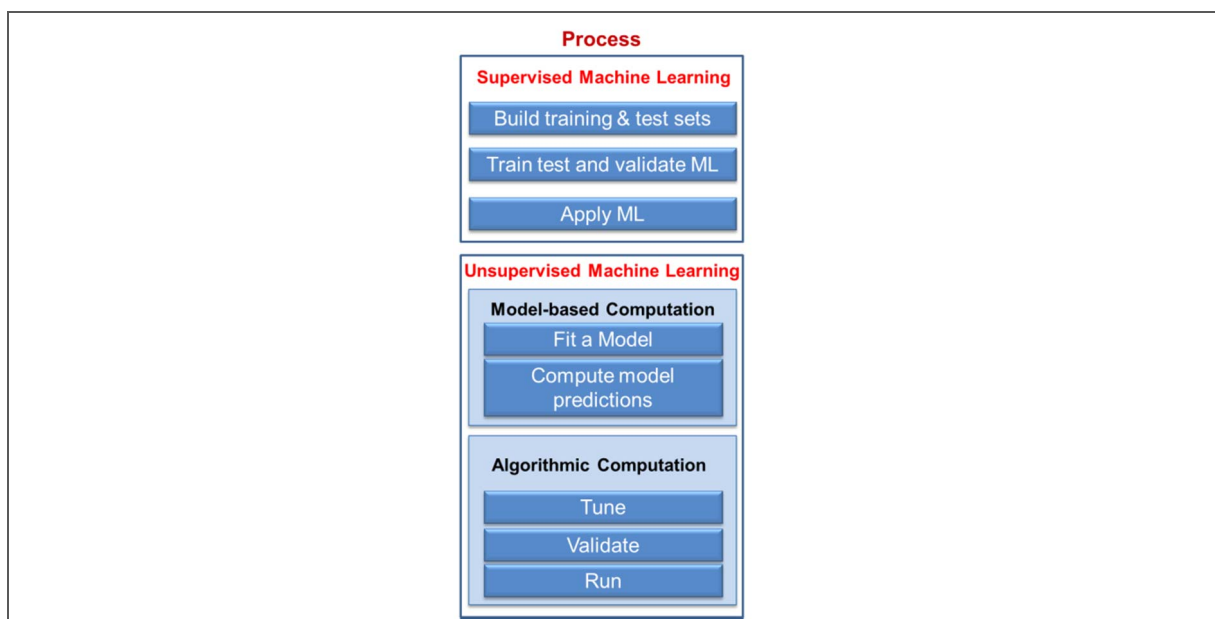 Process
Supervised Machine Learning
Build training & test sets
Train test and validate ML
Apply ML
Unsupervised Machine Learning
Model-based Computation
Fit a Model
Compute model
predictions
Algorithmic Computation
Tune
Validate
Run